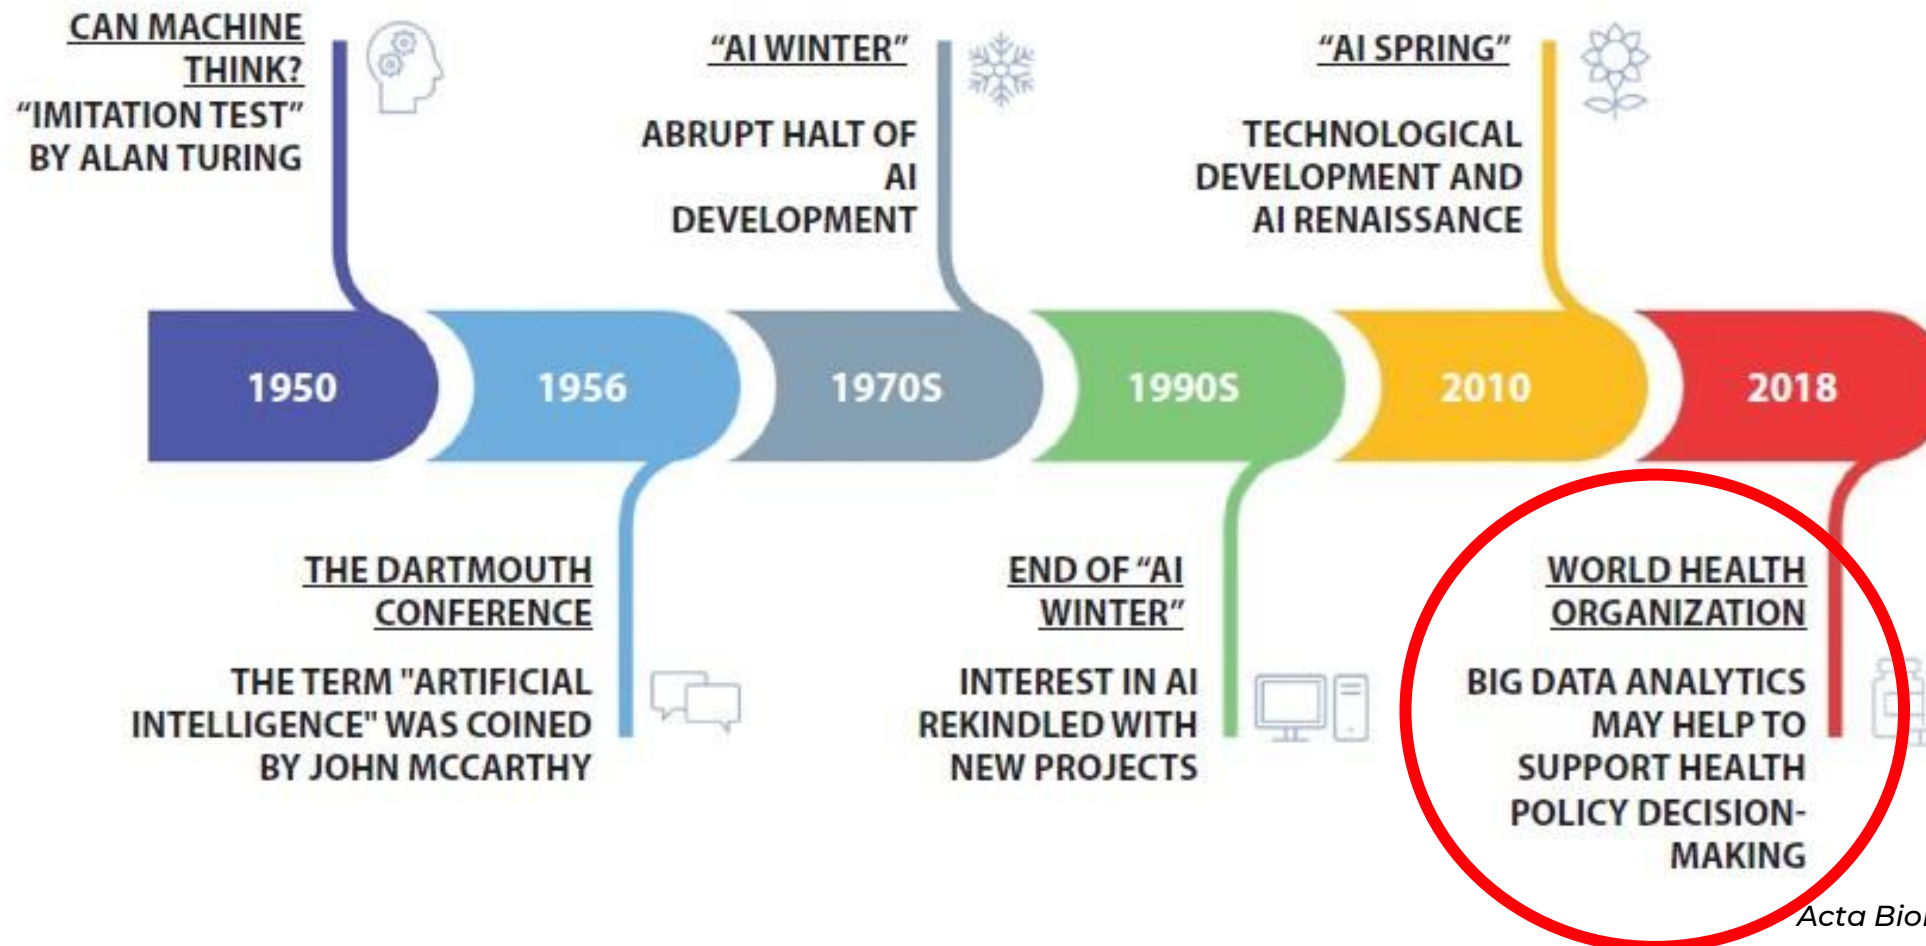 CAN MACHINE
THINK?
“IMITATION TEST”
BY ALAN TURING
“AI WINTER”
ABRUPT HALT OF
AI
DEVELOPMENT
“AI SPRING”
TECHNOLOGICAL
DEVELOPMENT AND
AI RENAISSANCE
1950
1956
1970S
1990S
2010
2018
THE DARTMOUTH
CONFERENCE
THE TERM "ARTIFICIAL
INTELLIGENCE" WAS COINED
BY JOHN MCCARTHY
END OF “AI
WINTER”
INTEREST IN AI
REKINDLED WITH
NEW PROJECTS
WORLD HEALTH
ORGANIZATION
BIG DATA ANALYTICS
MAY HELP TO
SUPPORT HEALTH
POLICY DECISION-
MAKING
Acta